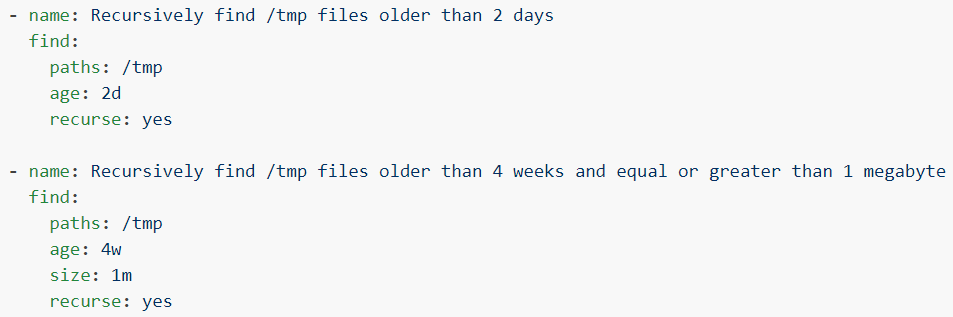 - name: Recursively find /tmp files older than 2 days
  find:
    paths: /tmp
    age: 2d
    recurse: yes

- name: Recursively find /tmp files older than 4 weeks and equal or greater than 1 megabyte
  find:
    paths: /tmp
    age: 4w
    size: 1m
    recurse: yes